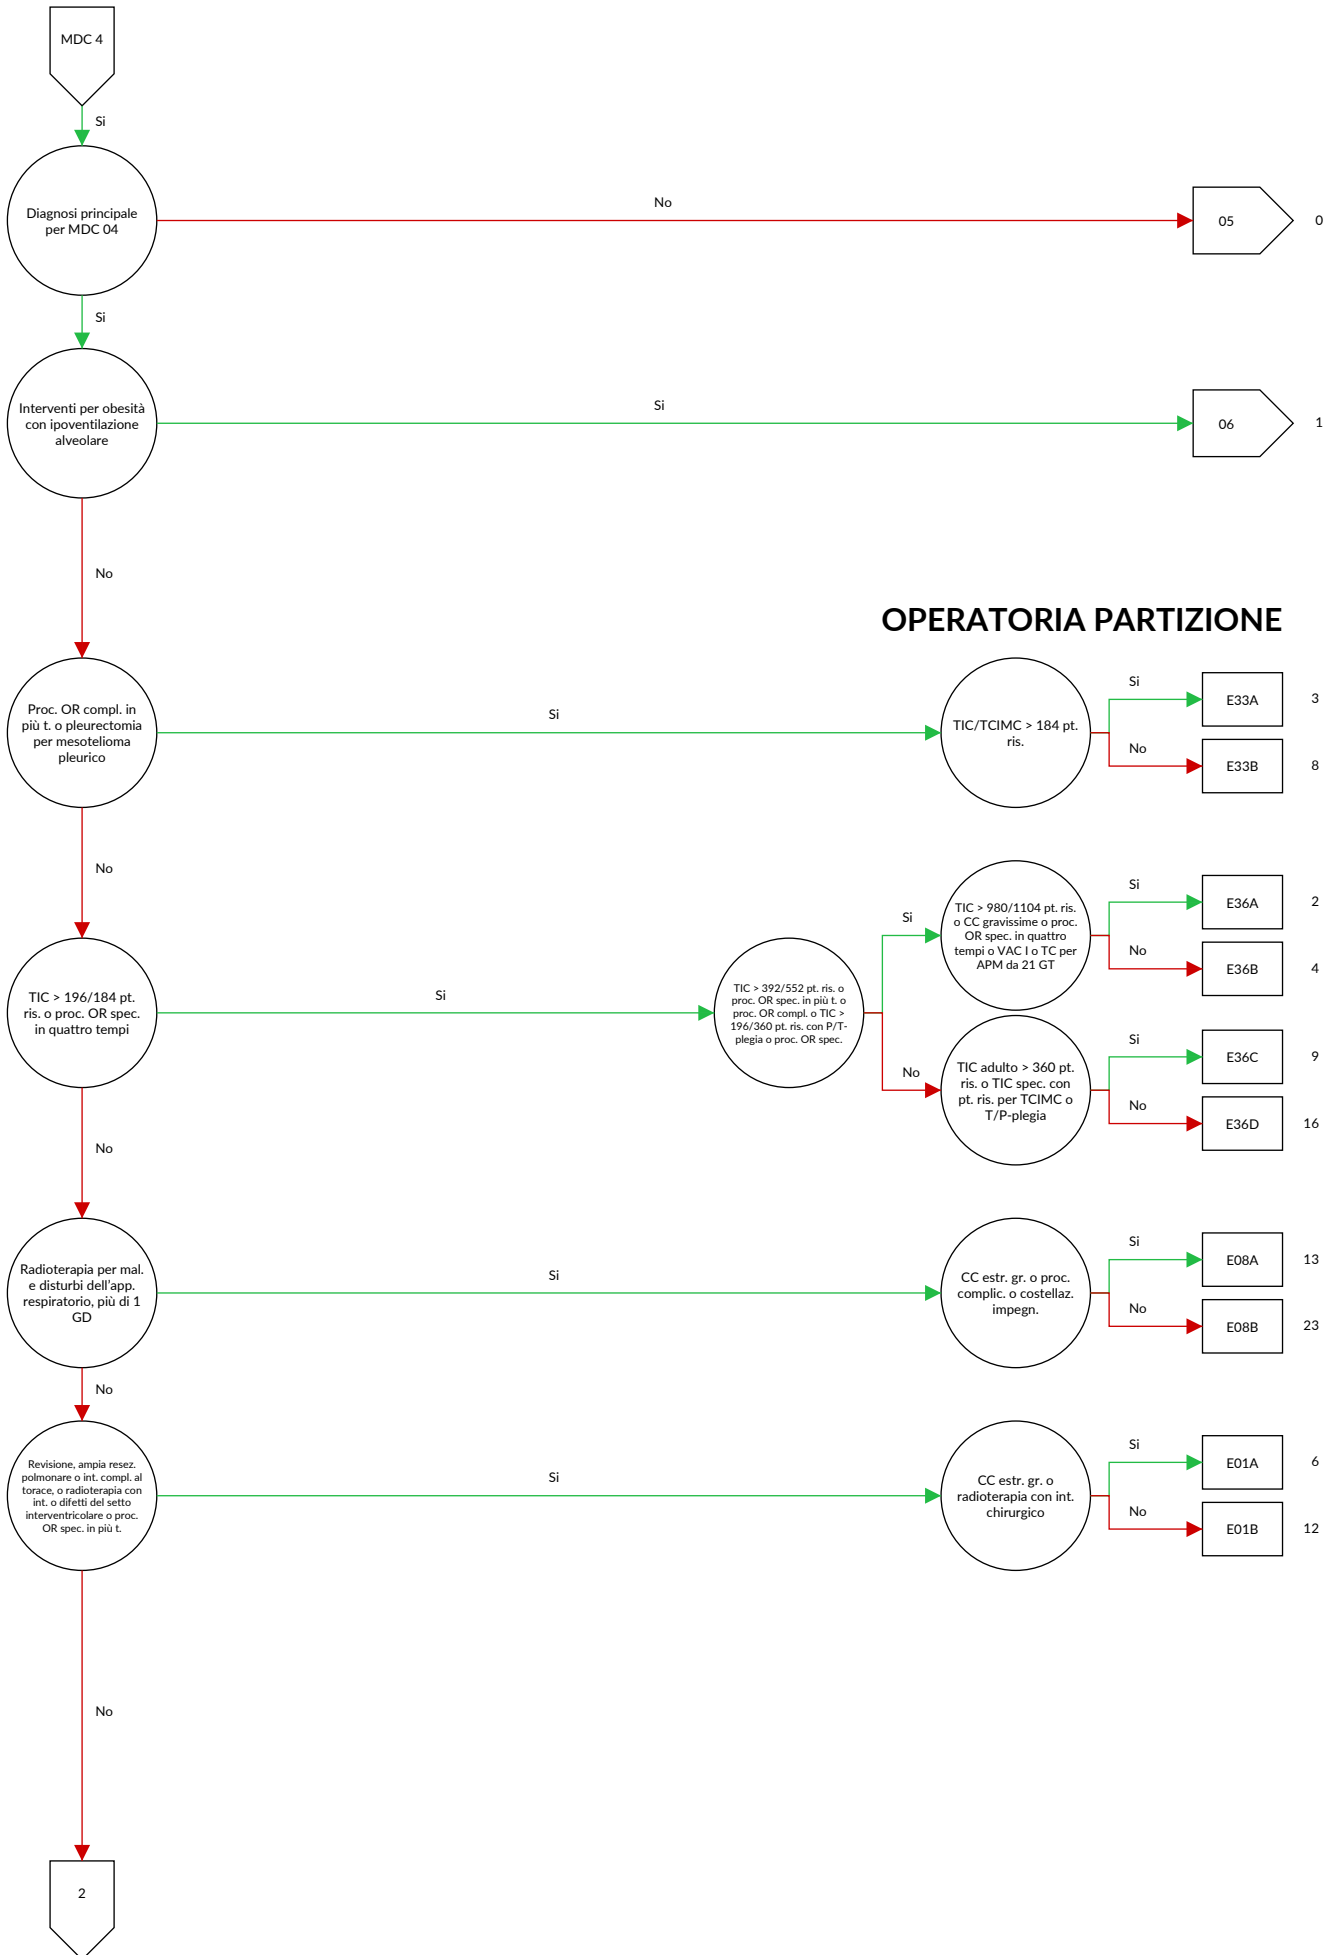 MDC 4
Si
Diagnosi principale
per MDC 04
No
05
0
Si
Interventi per obesità
con ipoventilazione
alveolare
Si
06
1
No
OPERATORIA PARTIZIONE
Proc. OR compl. in
più t. o pleurectomia
per mesotelioma
pleurico
Si
TIC/TCIMC > 184 pt.
ris.
Si
E33A
3
No
E33B
8
No
TIC > 196/184 pt.
ris. o proc. OR spec.
in quattro tempi
Si
TIC > 392/552 pt. ris. o
proc. OR spec. in più t. o
proc. OR compl. o TIC >
196/360 pt. ris. con P/T-
plegia o proc. OR spec.
Si
TIC > 980/1104 pt. ris.
o CC gravissime o proc.
OR spec. in quattro
tempi o VAC I o TC per
APM da 21 GT
Si
E36A
2
No
E36B
4
No
TIC adulto > 360 pt.
ris. o TIC spec. con
pt. ris. per TCIMC o
T/P-plegia
Si
E36C
9
No
E36D
16
No
Radioterapia per mal.
e disturbi dell'app.
respiratorio, più di 1
GD
Si
CC estr. gr. o proc.
complic. o costellaz.
impegn.
Si
E08A
13
No
E08B
23
No
Revisione, ampia resez.
polmonare o int. compl. al
torace, o radioterapia con
int. o difetti del setto
interventricolare o proc.
OR spec. in più t.
Si
CC estr. gr. o
radioterapia con int.
chirurgico
Si
E01A
6
No
E01B
12
No
2